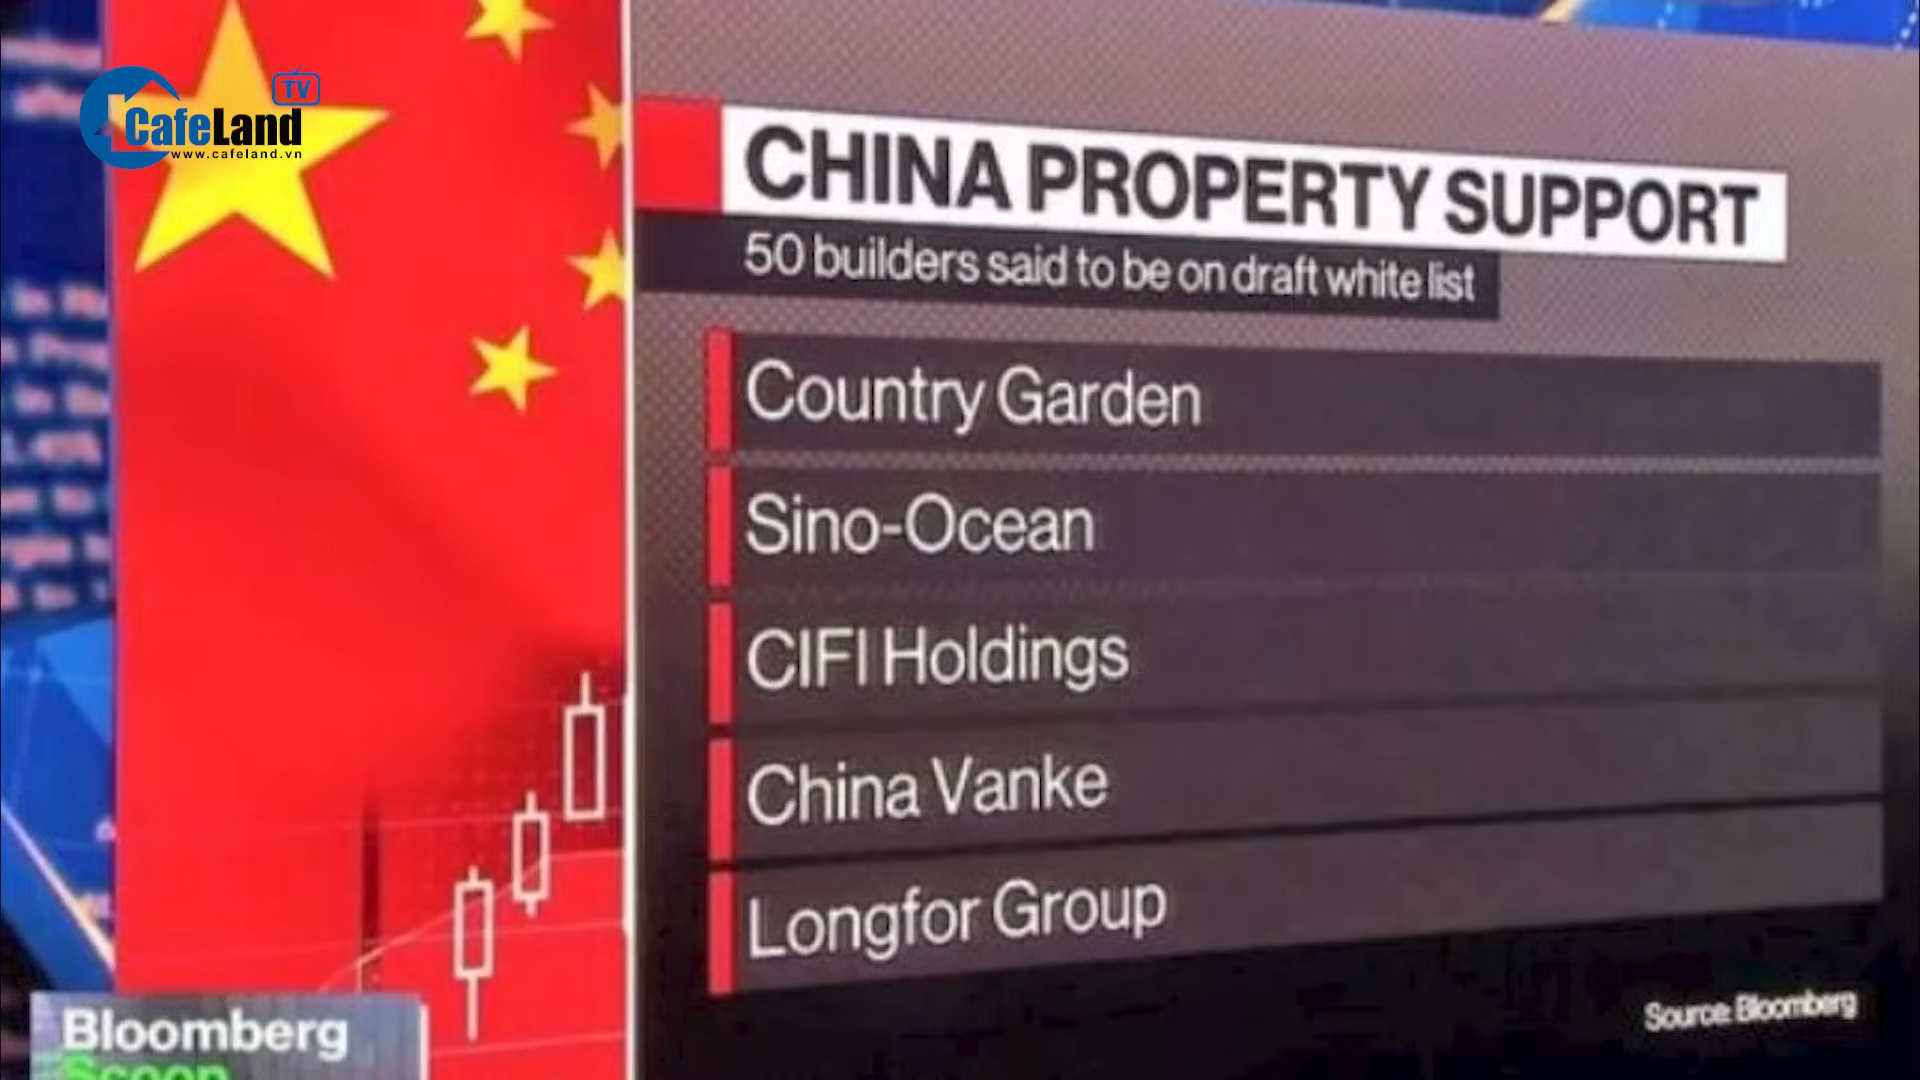 TV
CafeLand
www.cafeland.vn
CHINA PROPERTY SUPPORT
50 builders said to be on draft white list
Country Garden
Sino-Ocean
CIFI Holdings
China Vanke
Longfor Group
Source: Bloomberg
Bloomberg
Scoop